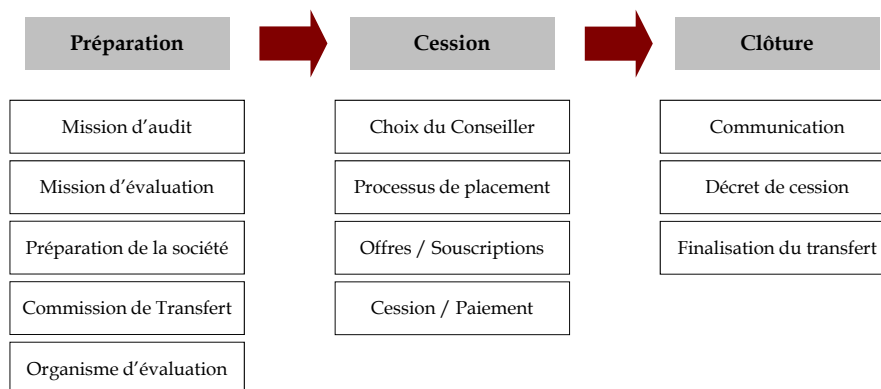 Préparation
Cession
Clôture
Mission d'audit
Mission d'évaluation
Préparation de la société
Commission de Transfert
Organisme d'évaluation
Choix du Conseiller
Processus de placement
Offres / Souscriptions
Cession / Paiement
Communication
Décret de cession
Finalisation du transfert